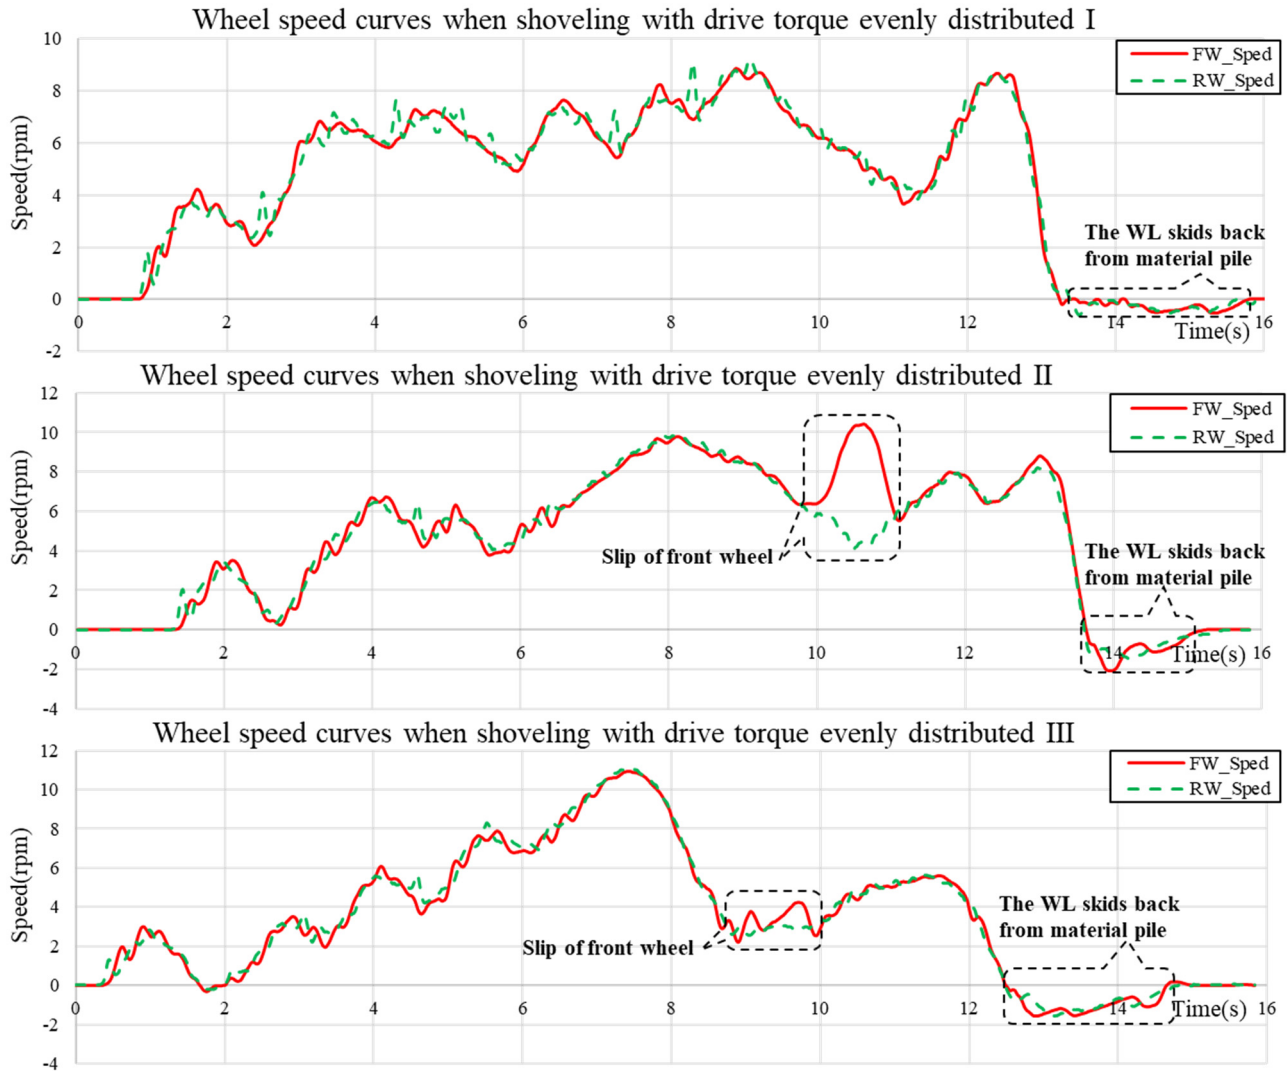 Wheel speed curves when shoveling with drive torque evenly distributed I
10
8
6
4
2
0
-2
Speed(rpm)
FW_Sped
RW_Sped
The WL skids back
from material pile
0 2 4 6 8 10 12 14 16
Time(s)
Wheel speed curves when shoveling with drive torque evenly distributed II
12
10
8
6
4
2
0
-2
-4
Speed(rpm)
FW_Sped
RW_Sped
Slip of front wheel
The WL skids back
from material pile
0 2 4 6 8 10 12 14 16
Time(s)
Wheel speed curves when shoveling with drive torque evenly distributed III
12
10
8
6
4
2
0
-2
-4
Speed(rpm)
FW_Sped
RW_Sped
Slip of front wheel
The WL skids back
from material pile
0 2 4 6 8 10 12 14 16
Time(s)